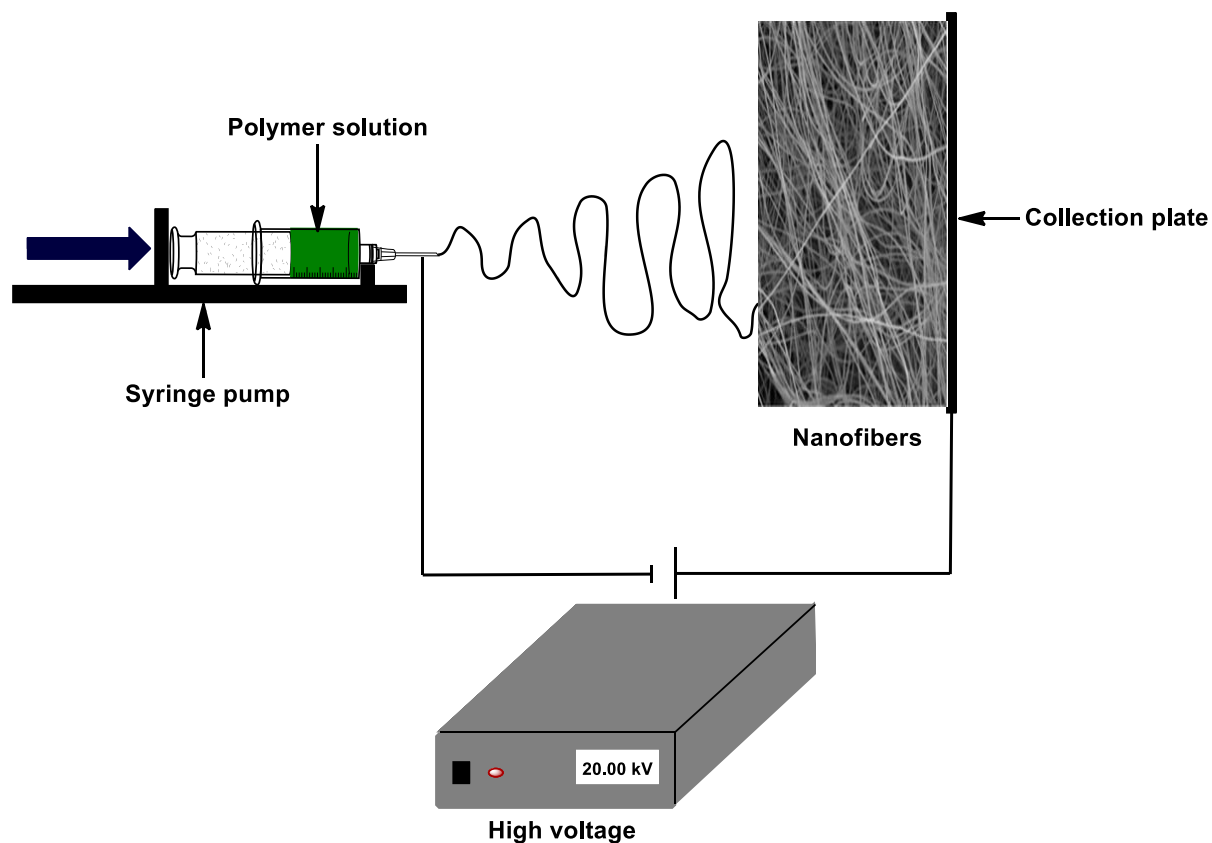 Polymer solution
Collection plate
Syringe pump
Nanofibers
20.00 kV
High voltage